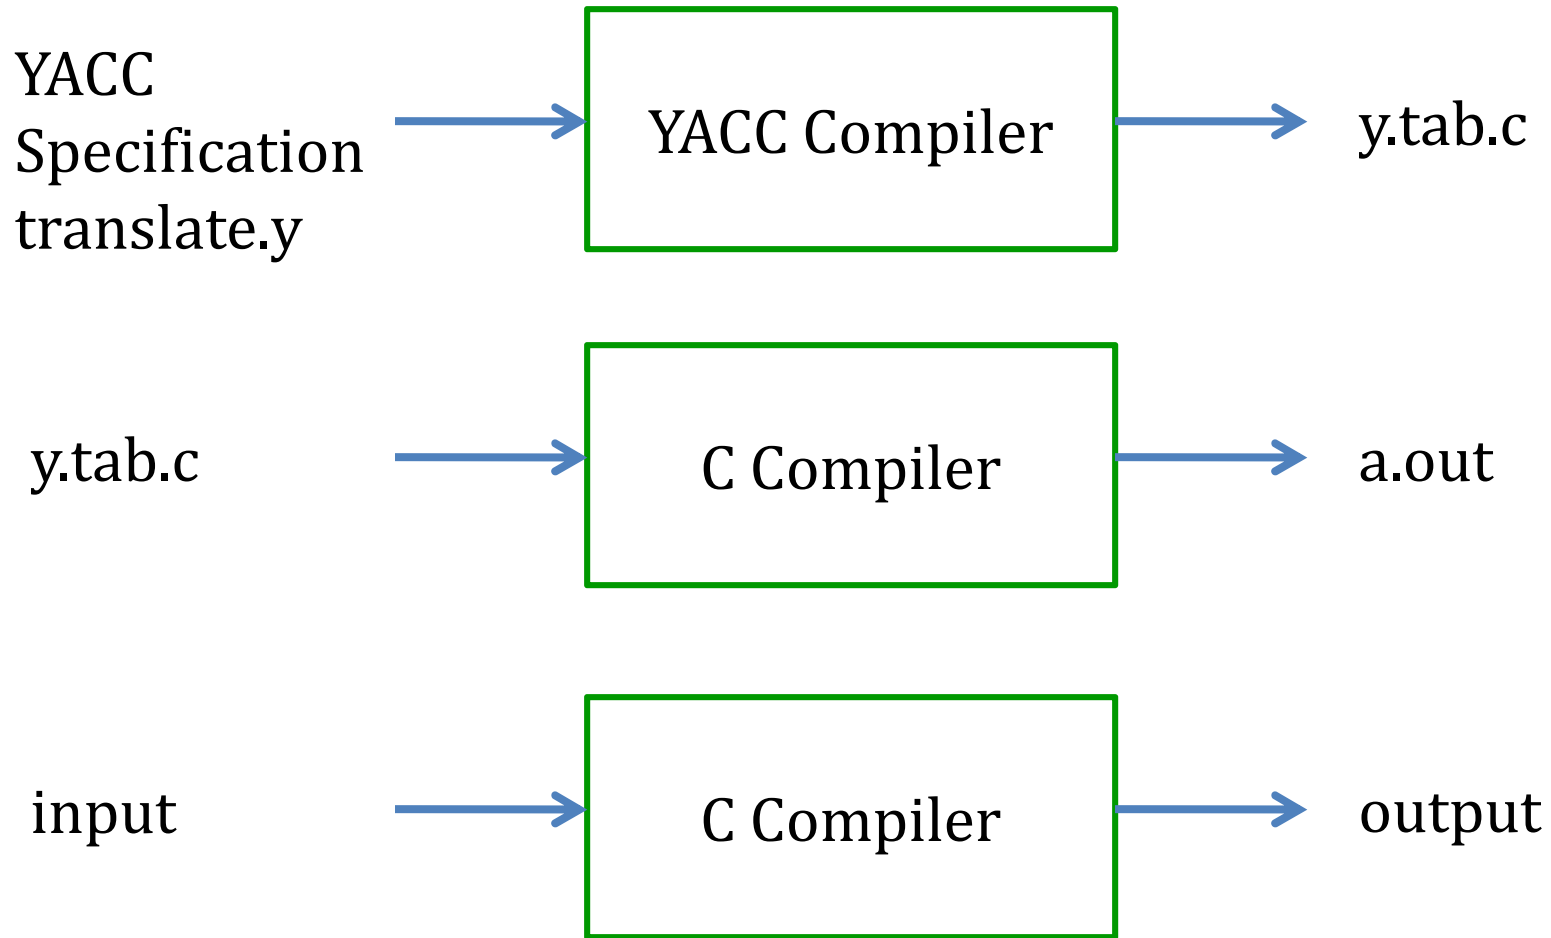 YACC
Specification
translate.y
YACC Compiler
y.tab.c
y.tab.c
C Compiler
a.out
input
C Compiler
output